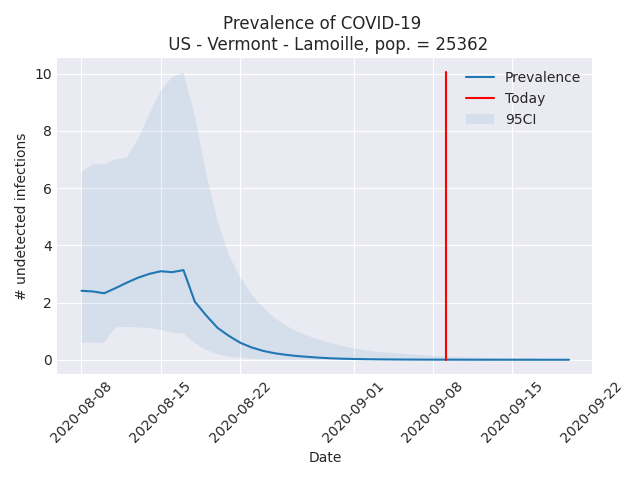 Prevalence of COVID-19
US - Vermont - Lamoille, pop. = 25362
10
8
6
4
2
0
# undetected infections
Prevalence
Today
95CI
2020-08-08
2020-08-15
2020-08-22
2020-09-01
2020-09-08
2020-09-15
2020-09-22
Date